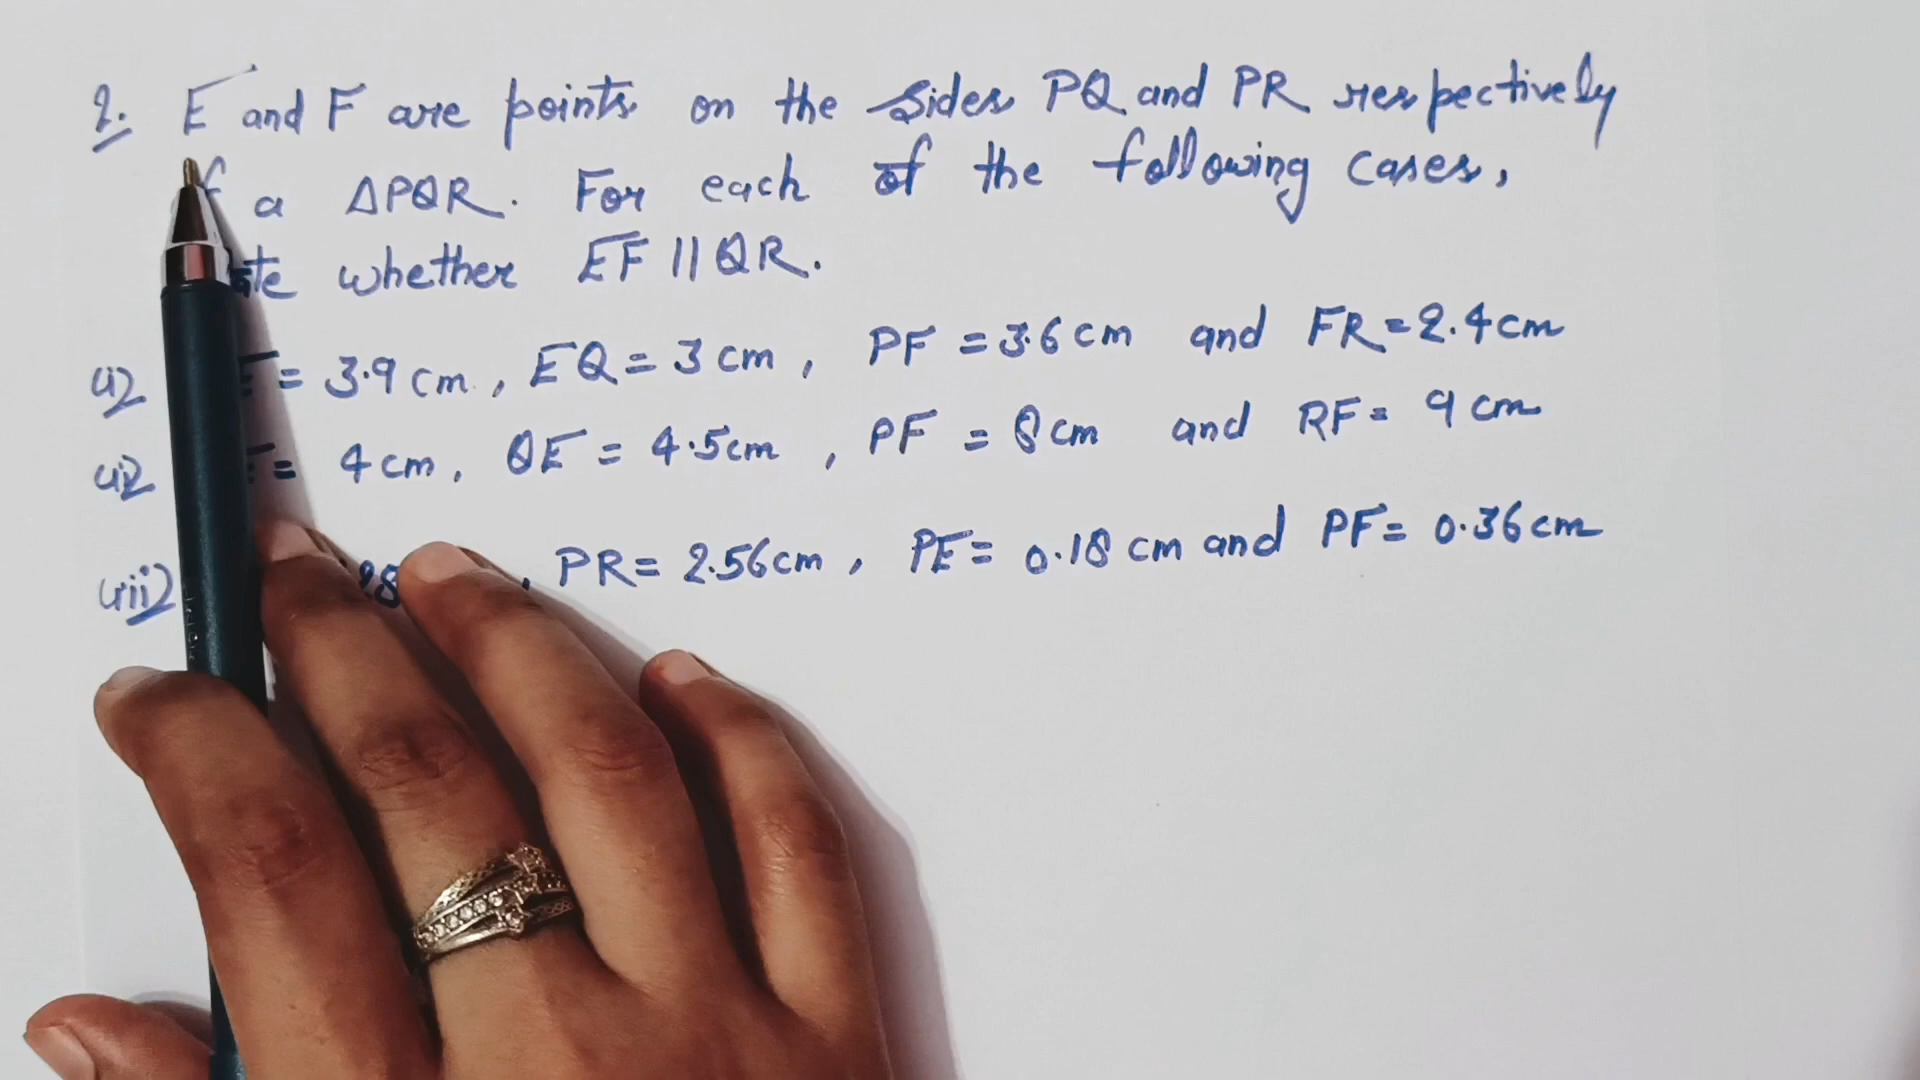 2. E and F are points on the sides PQ and PR respectively
a ΔPQR. For each of the following cases,
whether EF || QR.
(i) = 3.9 cm, EQ = 3 cm, PF = 3.6 cm and FR = 2.4 cm
(ii) = 4 cm, QE = 4.5 cm, PF = 8 cm and RF = 9 cm
(iii) 28 , PR = 2.56 cm, PE = 0.18 cm and PF = 0.36 cm